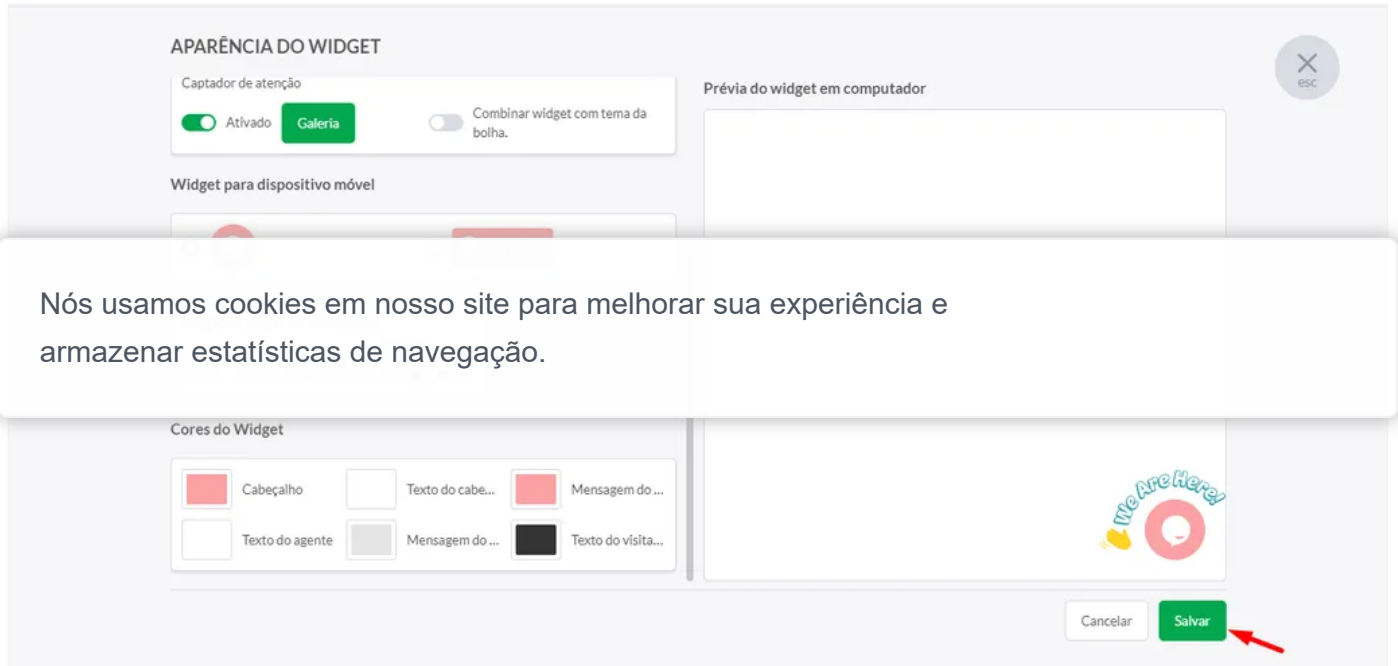 APARÊNCIA DO WIDGET
Captador de atenção
Ativado
Galeria
Combinar widget com tema da
bolha.
Widget para dispositivo móvel
Prévia do widget em computador
esc
Nós usamos cookies em nosso site para melhorar sua experiência e
armazenar estatísticas de navegação.
Cores do Widget
Cabeçalho
Texto do cabe...
Mensagem do ...
Texto do agente
Mensagem do ...
Texto do visita...
We Are Here!
Cancelar
Salvar